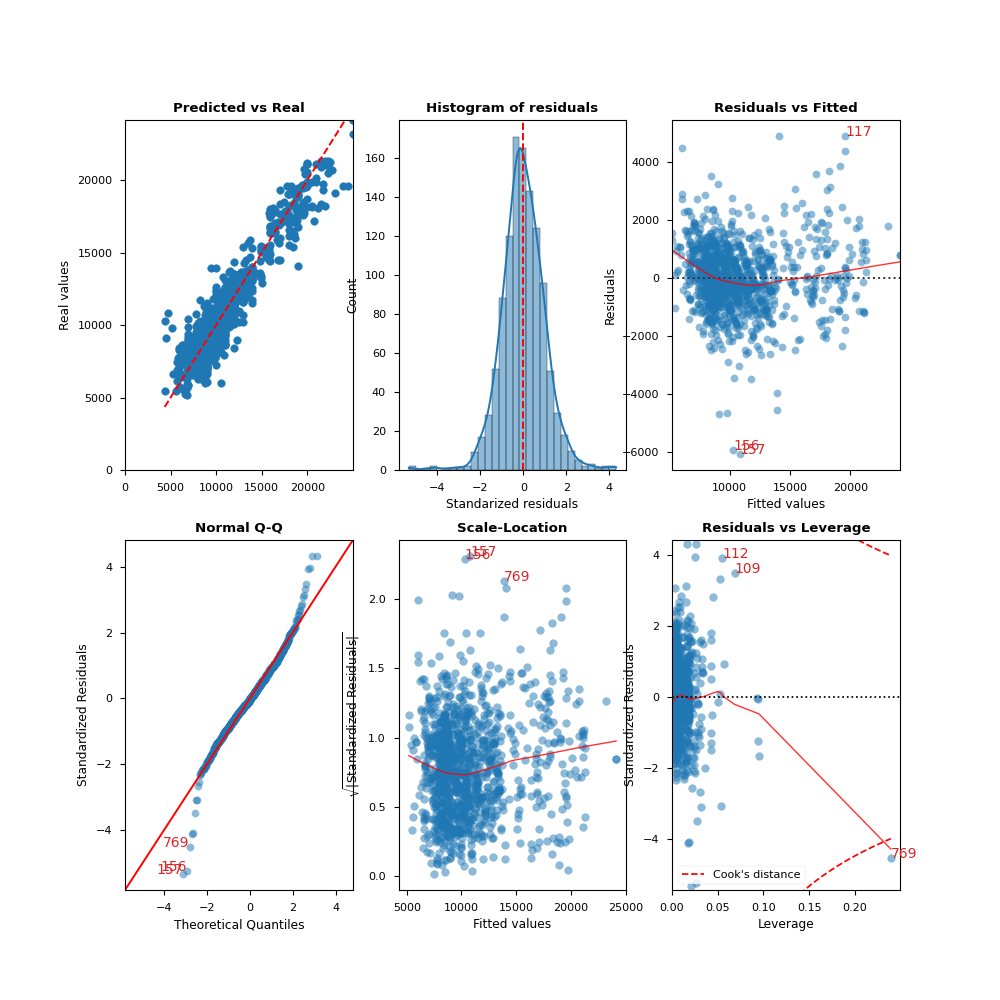 Predicted vs Real
Real values
20000
15000
10000
5000
0
0 5000 10000 15000 20000
Histogram of residuals
Count
160
140
120
100
80
60
40
20
0
−4 −2 0 2 4
Standarized residuals
Residuals vs Fitted
Residuals
4000
2000
0
−2000
−4000
−6000
117
156
157
10000 15000 20000
Fitted values
Normal Q-Q
Standardized Residuals
4
2
0
−2
−4
769
156
157
−4 −2 0 2 4
Theoretical Quantiles
Scale-Location
√|Standardized Residuals|
2.0
1.5
1.0
0.5
0.0
157
156
769
5000 10000 15000 20000 25000
Fitted values
Residuals vs Leverage
Standardized Residuals
4
2
0
−2
−4
112
109
769
Cook's distance
0.00 0.05 0.10 0.15 0.20
Leverage